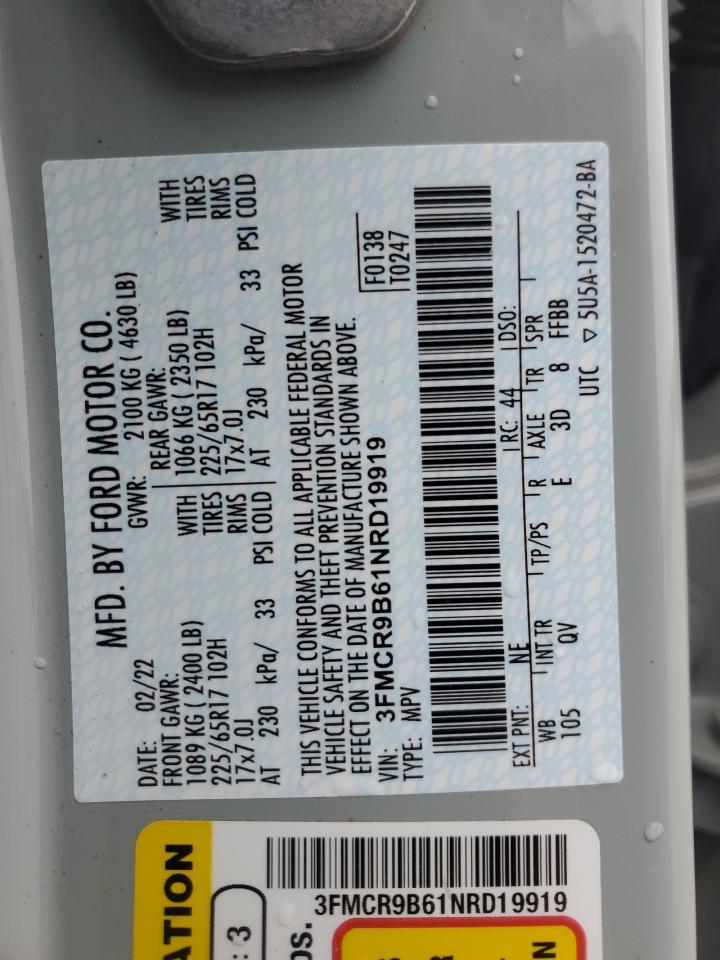 MFD. BY FORD MOTOR CO.
DATE: 02/22
GVWR: 2100 KG ( 4630 LB)
FRONT GAWR:
REAR GAWR:
1089 KG ( 2400 LB) WITH
1066 KG ( 2350 LB) WITH
225/65R17 102H TIRES
225/65R17 102H TIRES
17x7.0J RIMS
17x7.0J RIMS
AT 230 kPa/ 33 PSI COLD
AT 230 kPa/ 33 PSI COLD
THIS VEHICLE CONFORMS TO ALL APPLICABLE FEDERAL MOTOR
VEHICLE SAFETY AND THEFT PREVENTION STANDARDS IN
EFFECT ON THE DATE OF MANUFACTURE SHOWN ABOVE.
VIN: 3FMCR9B61NRD19919
TYPE: MPV
F0138
T0247
EXT PNT: NE RC: 44 DSO:
WB INT TR TP/PS R AXLE TR SPR
105 QV E 3D 8 FFBB
UTC ▽ 5U5A-1520472-BA
ATION
: 3
3FMCR9B61NRD19919
OS.